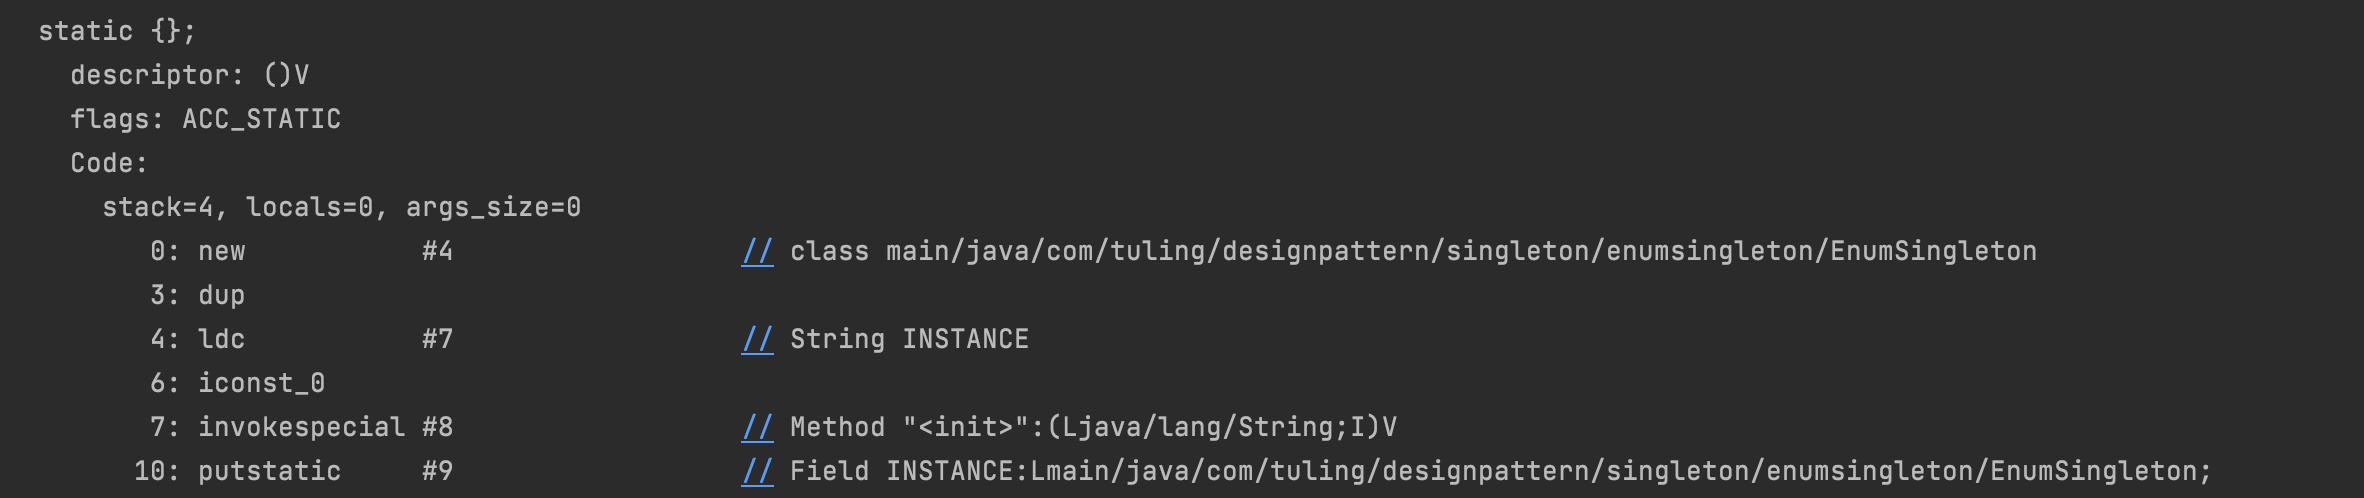 static {};
descriptor: ()V
flags: ACC_STATIC
Code:
stack=4, locals=0, args_size=0
0: new #4 // class main/java/com/tuling/designpattern/singleton/enumsingleton/EnumSingleton
3: dup
4: ldc #7 // String INSTANCE
6: iconst_0
7: invokespecial #8 // Method "<init>":(Ljava/lang/String;I)V
10: putstatic #9 // Field INSTANCE:Lmain/java/com/tuling/designpattern/singleton/enumsingleton/EnumSingleton;